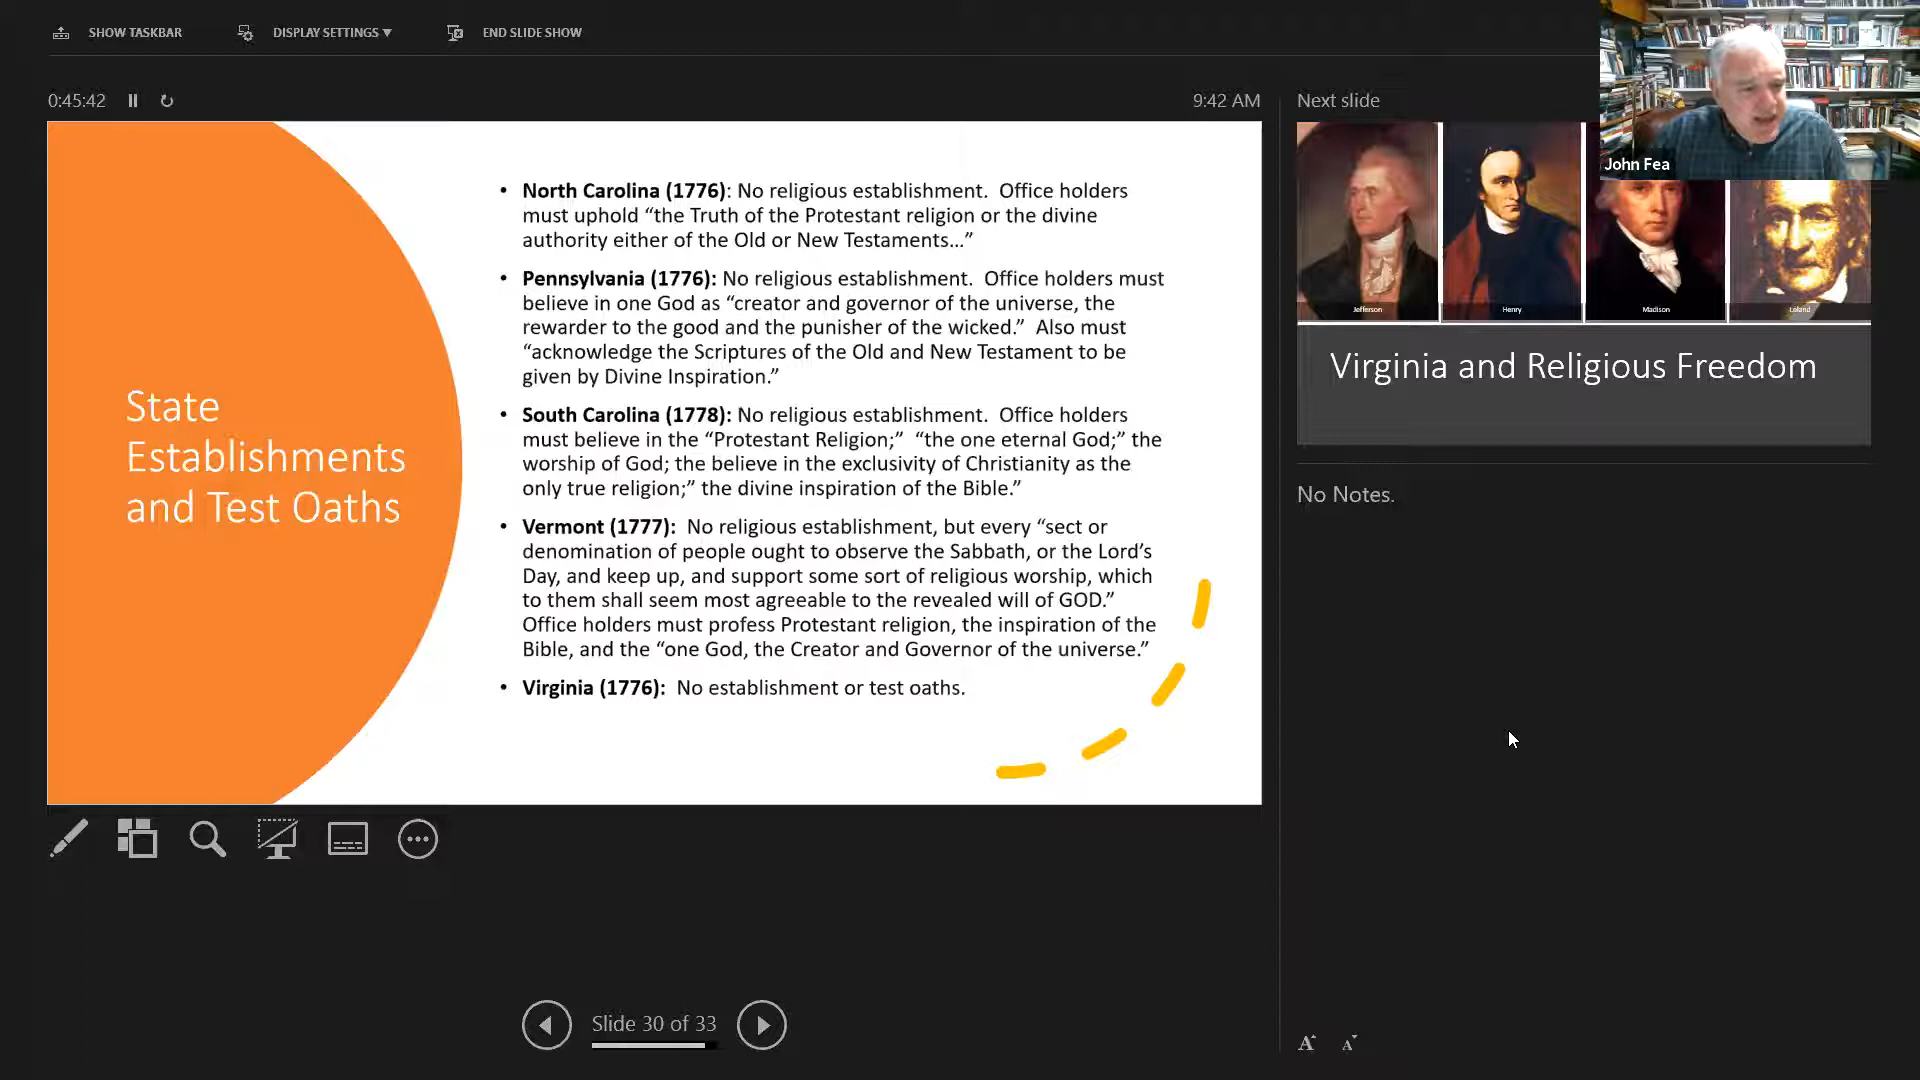 SHOW TASKBAR
DISPLAY SETTINGS ▼
END SLIDE SHOW
0:45:42
9:42 AM
State
Establishments
and Test Oaths
• North Carolina (1776): No religious establishment. Office holders
must uphold “the Truth of the Protestant religion or the divine
authority either of the Old or New Testaments…”
• Pennsylvania (1776): No religious establishment. Office holders must
believe in one God as “creator and governor of the universe, the
rewarder to the good and the punisher of the wicked.” Also must
“acknowledge the Scriptures of the Old and New Testament to be
given by Divine Inspiration.”
• South Carolina (1778): No religious establishment. Office holders
must believe in the “Protestant Religion;” “the one eternal God;” the
worship of God; the believe in the exclusivity of Christianity as the
only true religion;” the divine inspiration of the Bible.”
• Vermont (1777): No religious establishment, but every “sect or
denomination of people ought to observe the Sabbath, or the Lord’s
Day, and keep up, and support some sort of religious worship, which
to them shall seem most agreeable to the revealed will of GOD.”
Office holders must profess Protestant religion, the inspiration of the
Bible, and the “one God, the Creator and Governor of the universe.”
• Virginia (1776): No establishment or test oaths.
Slide 30 of 33
Next slide
John Fea
Jefferson
Henry
Madison
Leland
Virginia and Religious Freedom
No Notes.
A A